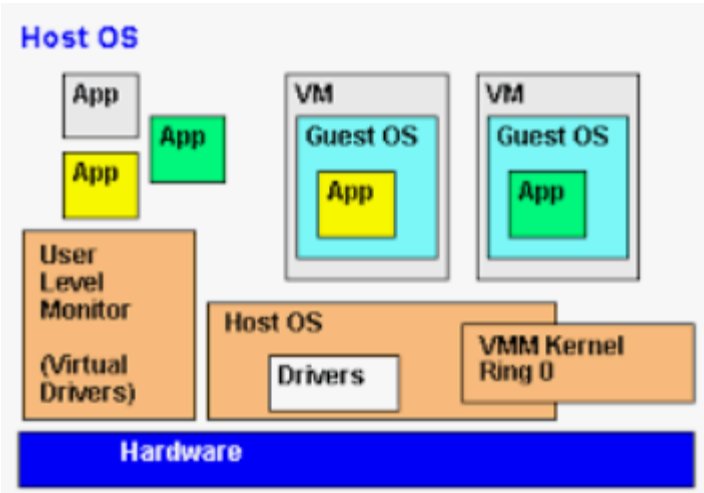 Host OS
App
App
App
VM
Guest OS
App
VM
Guest OS
App
User
Level
Monitor
(Virtual
Drivers)
Host OS
Drivers
VMM Kernel
Ring 0
Hardware